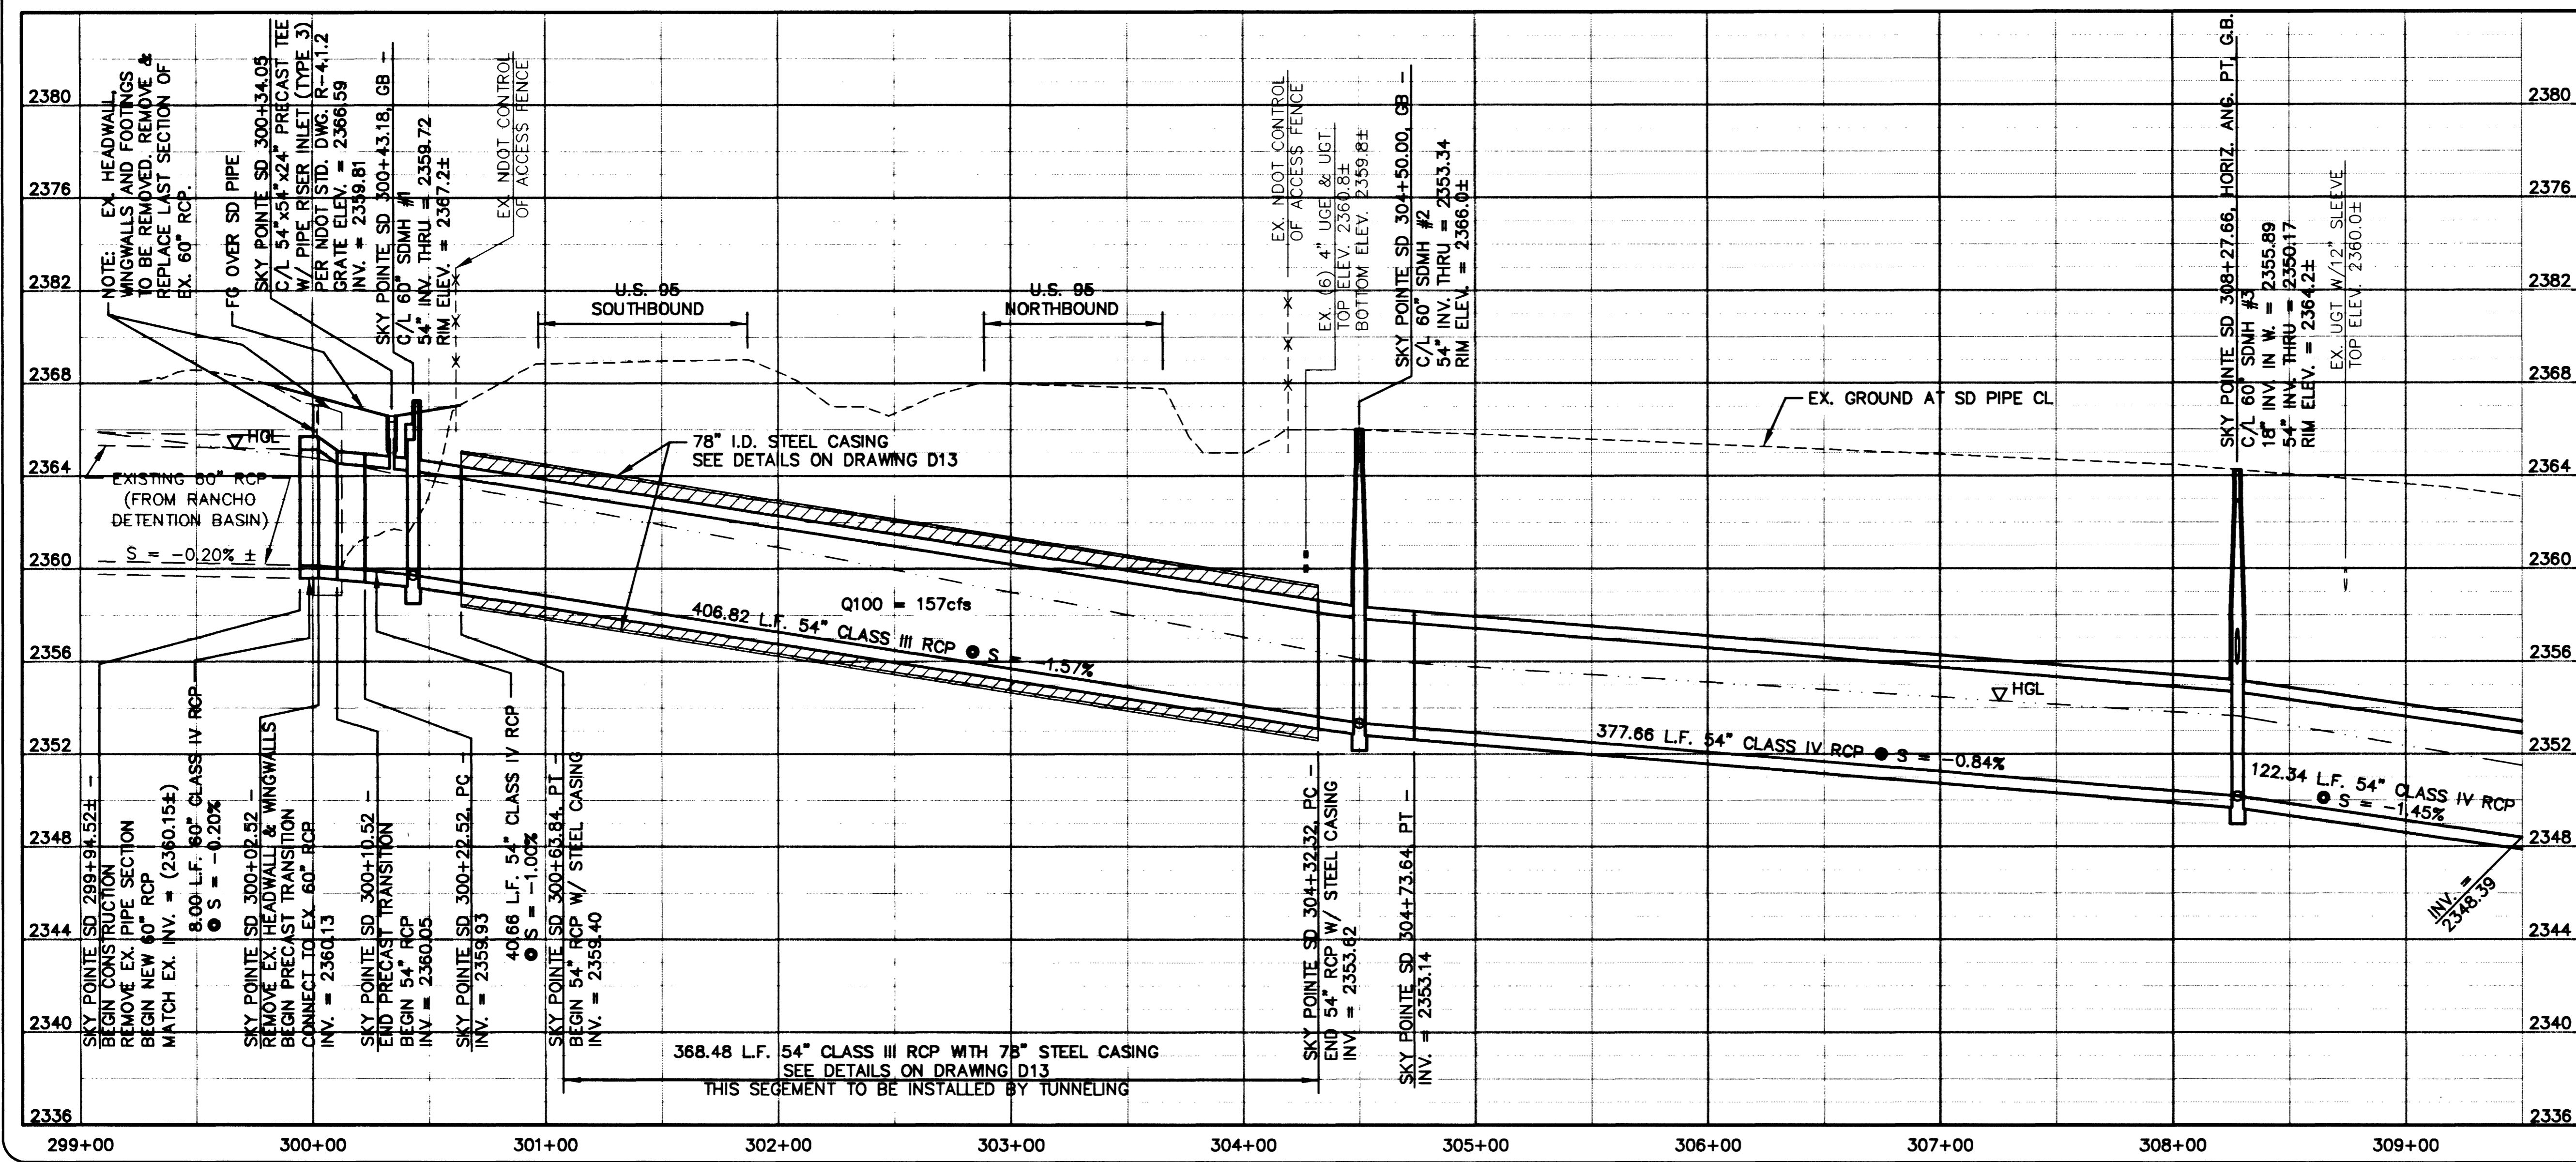 NOTE: EX. HEADWALL,
WINGWALLS AND FOOTINGS
TO BE REMOVED. REMOVE &
REPLACE LAST SECTION OF
EX. 60" RCP.
FG OVER SD PIPE
SKY POINTE SD 300+34.05
C/L 54"x54"x24" PRECAST TEE
W/ PIPE RISER INLET (TYPE 3)
PER NDOT STD. DWG. R-4.1.2
GRATE ELEV. = 2366.59
INV. = 2359.81
SKY POINTE SD 300+43.18, GB -
C/L 60" SDMH #1
54" INV. THRU = 2359.72
RIM ELEV. = 2367.2±
EX. NDOT CONTROL
OF ACCESS FENCE
U.S. 95
SOUTHBOUND
U.S. 95
NORTHBOUND
EX. NDOT CONTROL
OF ACCESS FENCE
EX. (6) 4" UGE & UGT
TOP ELEV. 2360.8±
BOTTOM ELEV. 2359.8±
SKY POINTE SD 304+50.00, GB -
C/L 60" SDMH #2
54" INV. THRU = 2353.34
RIM ELEV. = 2366.0±
SKY POINTE SD 308+27.66, HORIZ. ANG. PT, G.B.
C/L 60" SDMH #3
18" INV. IN W. = 2355.89
54" INV. THRU = 2350.17
RIM ELEV. = 2364.2±
EX. UGT W/12" SLEEVE
TOP ELEV. 2360.0±
2380
2376
2382
2368
2364
2360
2356
2352
2348
2344
2340
2336
2380
2376
2382
2368
2364
2360
2356
2352
2348
2344
2340
2336
HGL
EXISTING 60" RCP
(FROM RANCHO
DETENTION BASIN)
S = -0.20% ±
78" I.D. STEEL CASING
SEE DETAILS ON DRAWING D13
EX. GROUND AT SD PIPE CL
Q100 = 157cfs
406.82 L.F. 54" CLASS III RCP @ S = -1.57%
HGL
377.66 L.F. 54" CLASS IV RCP @ S = -0.84%
122.34 L.F. 54" CLASS IV RCP
@ S = -1.45%
INV. =
2348.39
SKY POINTE SD 299+94.52± -
BEGIN CONSTRUCTION
REMOVE EX. PIPE SECTION
BEGIN NEW 60" RCP
MATCH EX. INV. = (2360.15±)
8.00 L.F. 60" CLASS IV RCP
@ S = -0.20%
SKY POINTE SD 300+02.52 -
REMOVE EX. HEADWALL & WINGWALLS
BEGIN PRECAST TRANSITION
CONNECT TO EX. 60" RCP
INV. = 2360.13
SKY POINTE SD 300+10.52 -
END PRECAST TRANSITION
BEGIN 54" RCP
INV = 2360.05
SKY POINTE SD 300+22.52, PC -
INV. = 2359.93
40.66 L.F. 54" CLASS IV RCP
@ S = -1.00%
SKY POINTE SD 300+63.84, PT -
BEGIN 54" RCP W/ STEEL CASING
INV. = 2359.40
368.48 L.F. 54" CLASS III RCP WITH 78" STEEL CASING
SEE DETAILS ON DRAWING D13
THIS SEGEMENT TO BE INSTALLED BY TUNNELING
SKY POINTE SD 304+32.32, PC -
END 54" RCP W/ STEEL CASING
INV. = 2353.62
SKY POINTE SD 304+73.64, PT -
INV. = 2353.14
299+00
300+00
301+00
302+00
303+00
304+00
305+00
306+00
307+00
308+00
309+00